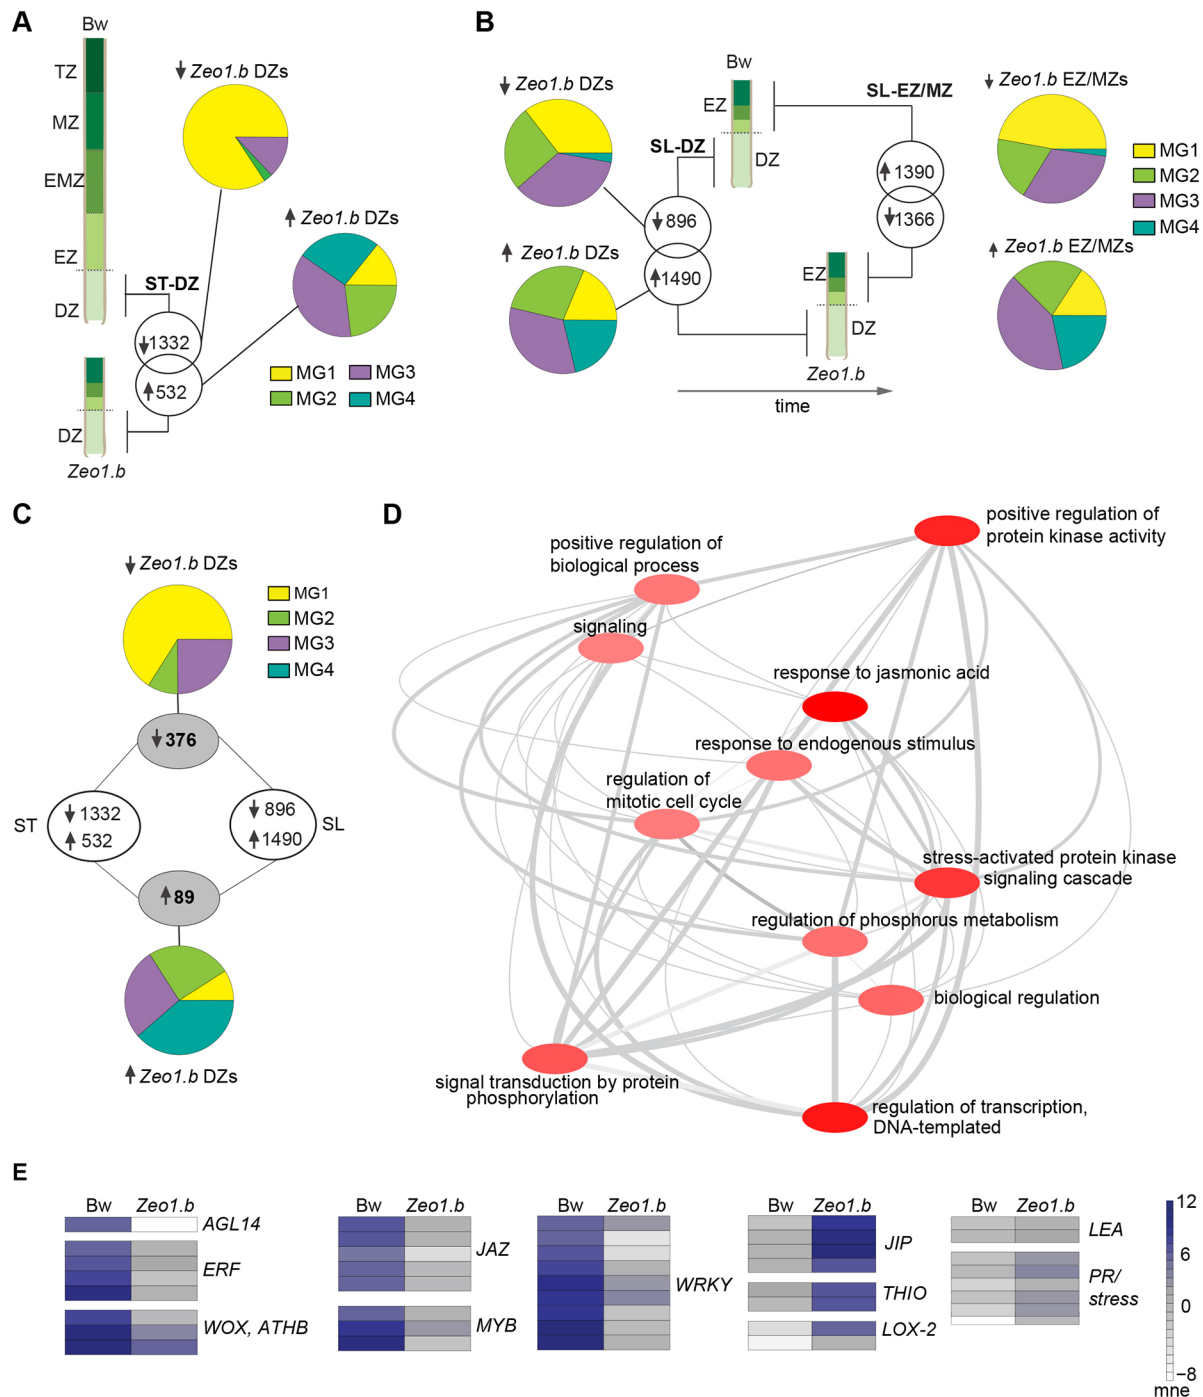 A
Bw
TZ
MZ
EMZ
EZ
DZ
↓ Zeo1.b DZs
↑ Zeo1.b DZs
ST-DZ
↓1332
↑532
MG1
MG3
MG2
MG4
DZ
Zeo1.b
B
↓ Zeo1.b DZs
Bw
EZ
DZ
SL-DZ
SL-EZ/MZ
↓ Zeo1.b EZ/MZs
↑1390
↓1366
MG1
MG2
MG3
MG4
↓ 896
↑1490
↑ Zeo1.b DZs
EZ
DZ
Zeo1.b
↑ Zeo1.b EZ/MZs
time
C
↓ Zeo1.b DZs
MG1
MG2
MG3
MG4
↓ 376
ST
↓ 1332
↑ 532
↓ 896
↑1490
SL
↑ 89
↑ Zeo1.b DZs
D
positive regulation of
protein kinase activity
positive regulation of
biological process
signaling
response to jasmonic acid
response to endogenous stimulus
regulation of
mitotic cell cycle
stress-activated protein kinase
signaling cascade
regulation of phosphorus metabolism
biological regulation
signal transduction by protein
phosphorylation
regulation of transcription,
DNA-templated
E
Bw Zeo1.b
AGL14
ERF
WOX, ATHB
Bw Zeo1.b
JAZ
MYB
Bw Zeo1.b
WRKY
Bw Zeo1.b
JIP
THIO
LOX-2
Bw Zeo1.b
LEA
PR/
stress
12
6
0
−8
mne